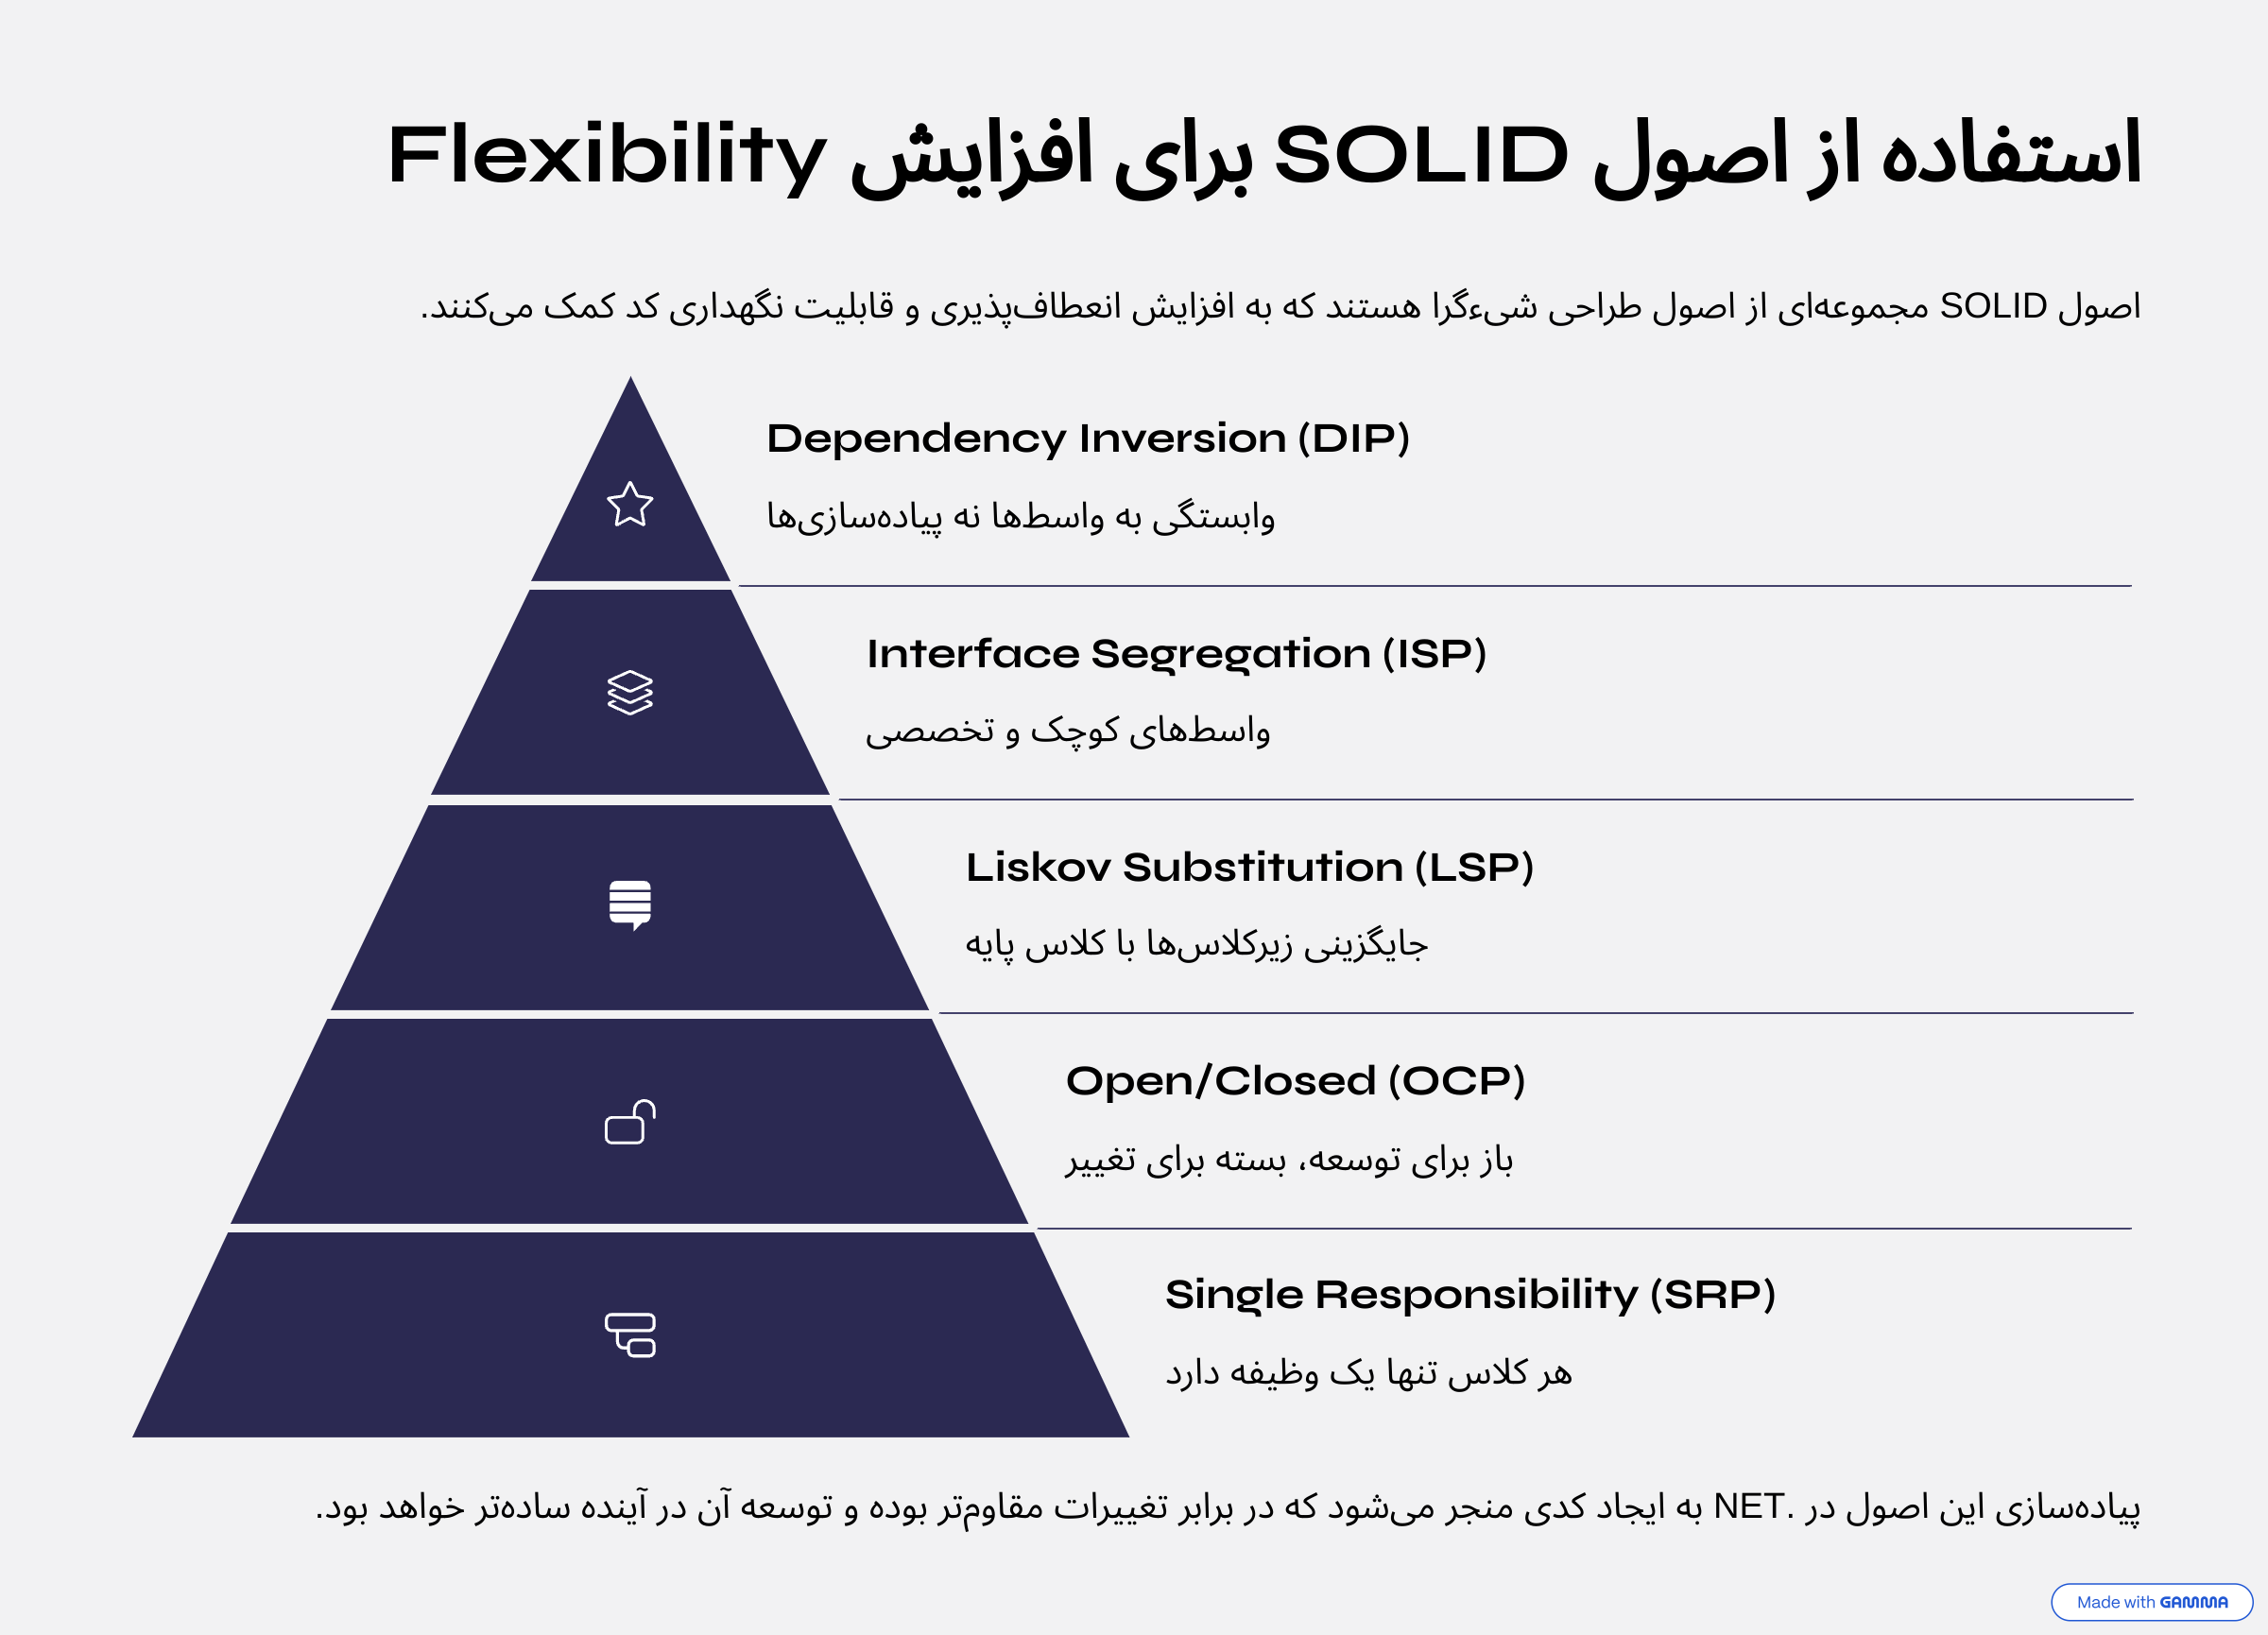 استفاده از اصول SOLID برای افزایش Flexibility
اصول SOLID مجموعه‌ای از اصول طراحی شیءگرا هستند که به افزایش انعطاف‌پذیری و قابلیت نگهداری کد کمک می‌کنند.
Dependency Inversion (DIP)
وابستگی به واسط‌ها نه پیاده‌سازی‌ها
Interface Segregation (ISP)
واسط‌های کوچک و تخصصی
Liskov Substitution (LSP)
جایگزینی زیرکلاس‌ها با کلاس پایه
Open/Closed (OCP)
باز برای توسعه، بسته برای تغییر
Single Responsibility (SRP)
هر کلاس تنها یک وظیفه دارد
پیاده‌سازی این اصول در .NET به ایجاد کدی منجر می‌شود که در برابر تغییرات مقاوم‌تر بوده و توسعه آن در آینده ساده‌تر خواهد بود.
Made with GAMMA